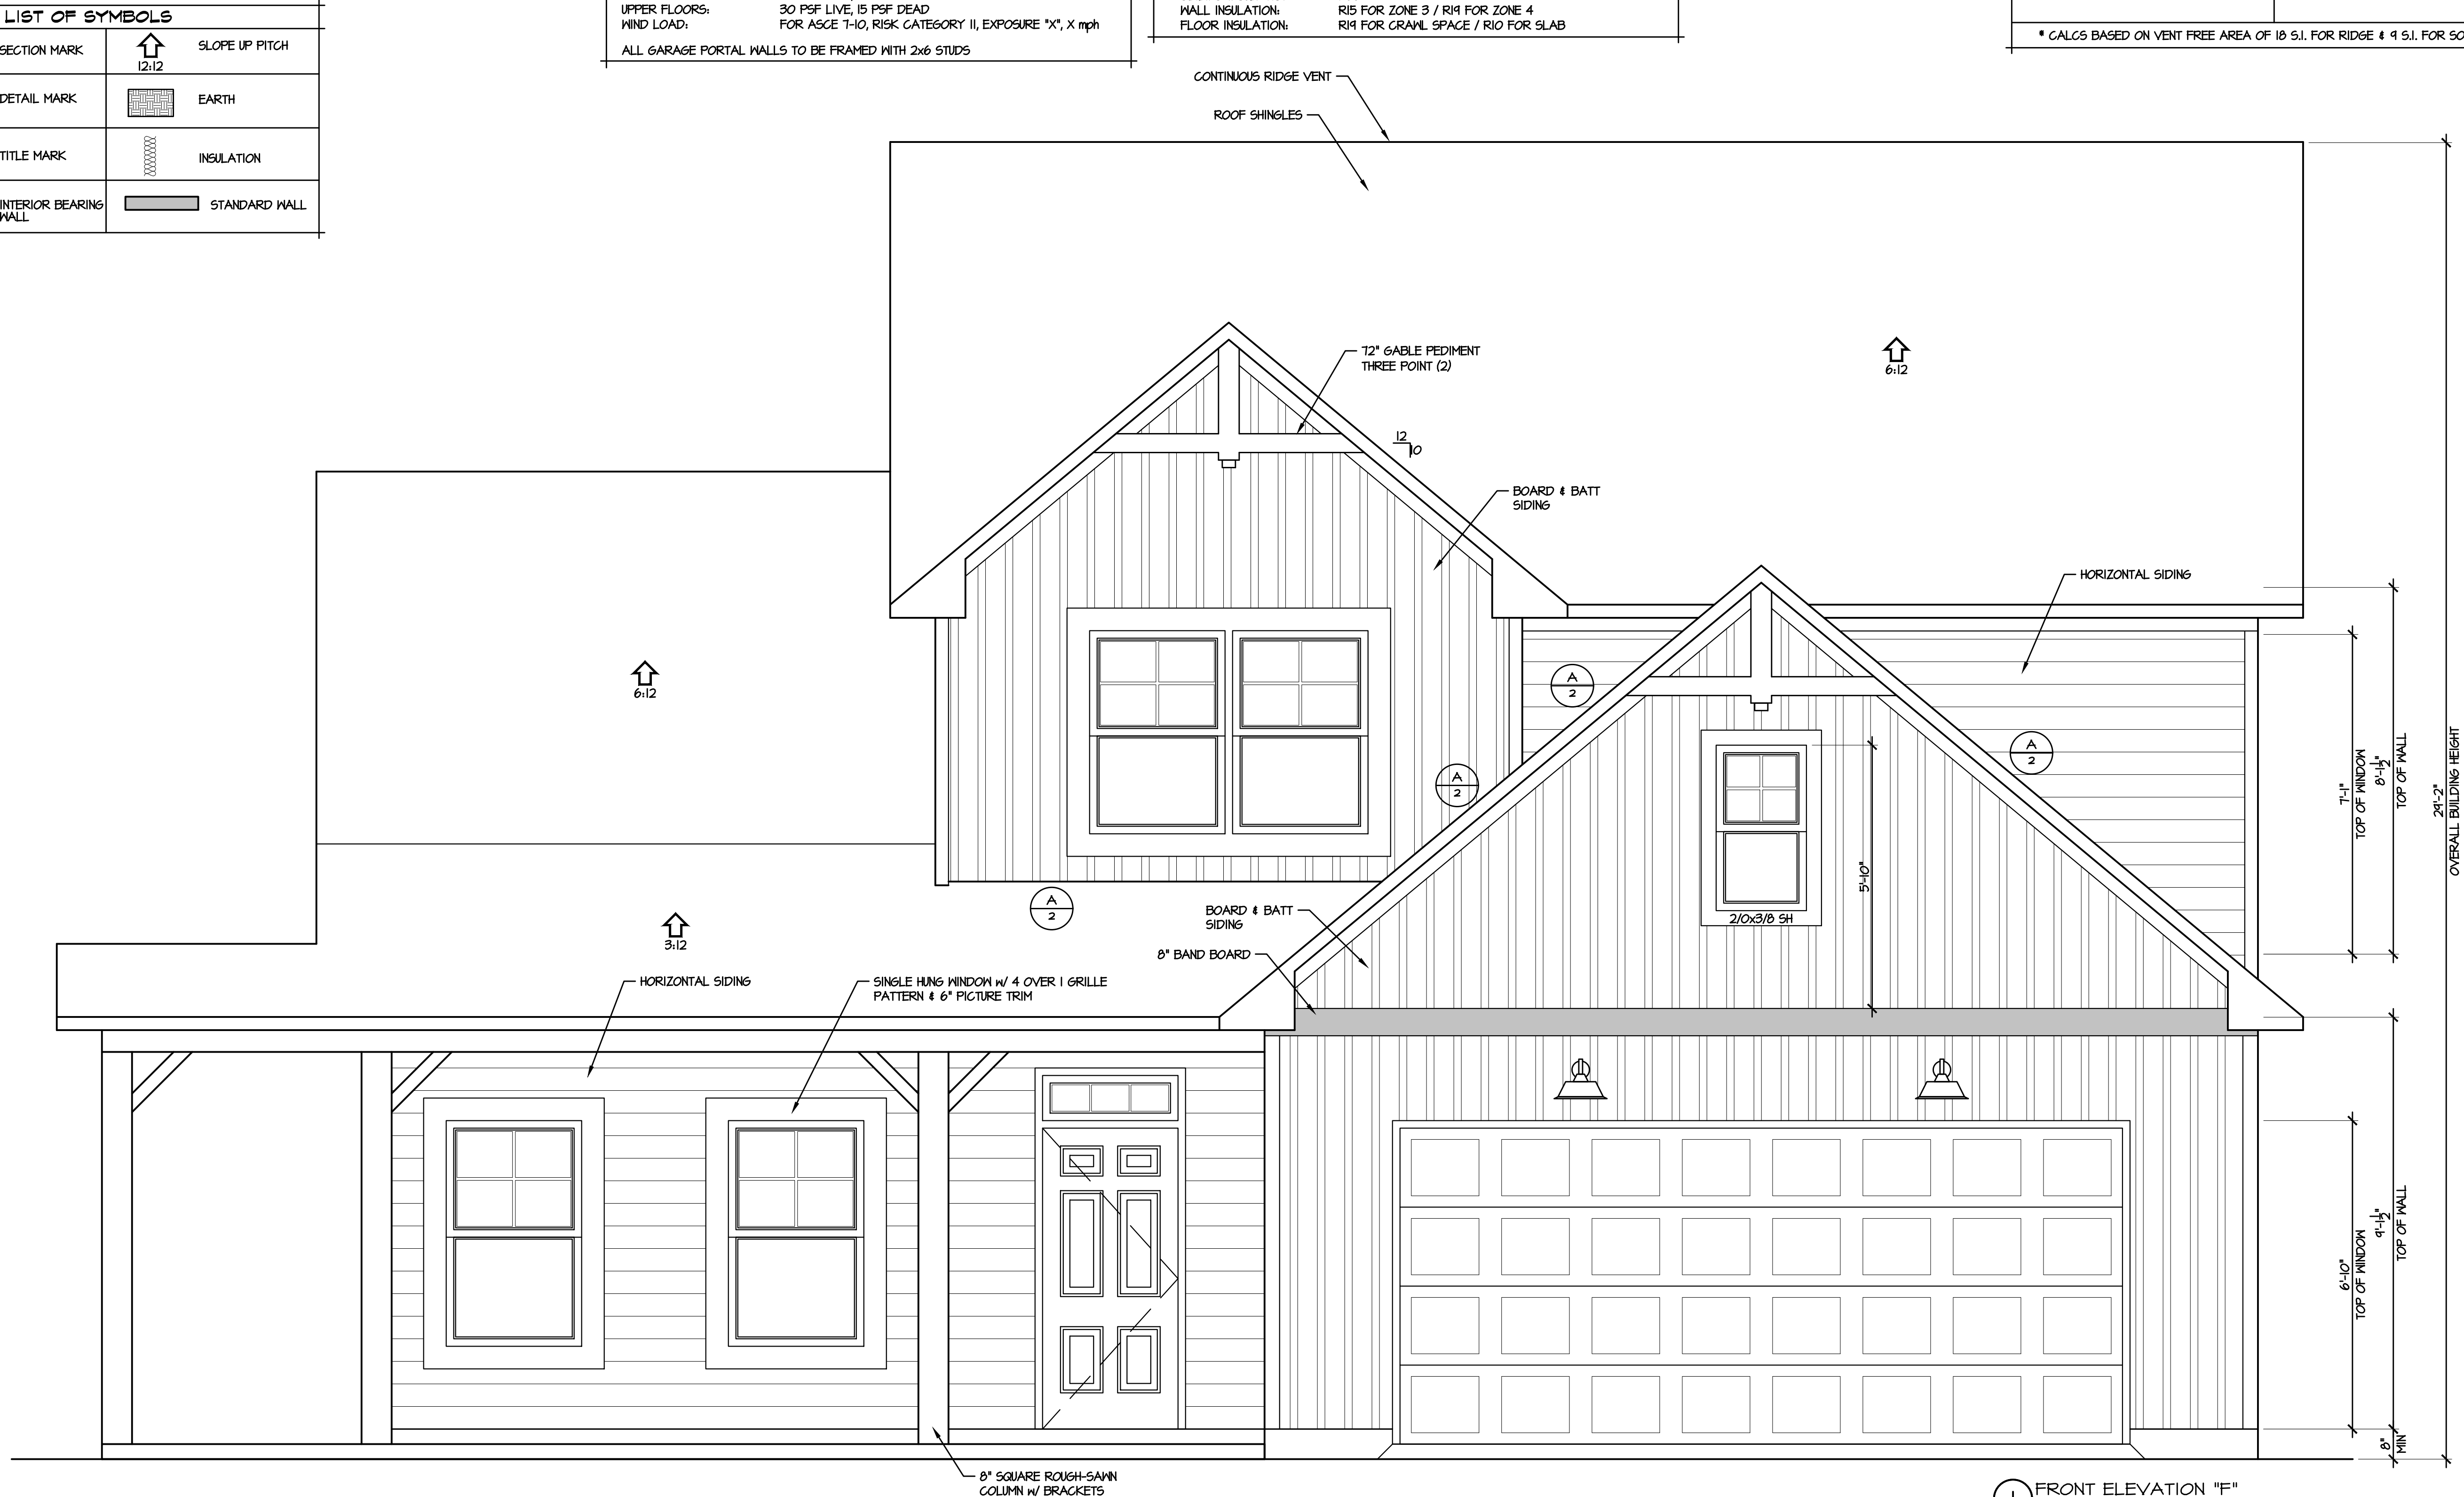 LIST OF SYMBOLS
SECTION MARK
12:12
SLOPE UP PITCH
DETAIL MARK
EARTH
TITLE MARK
INSULATION
INTERIOR BEARING
WALL
STANDARD WALL
UPPER FLOORS: 30 PSF LIVE, 15 PSF DEAD
WIND LOAD: FOR ASCE 7-10, RISK CATEGORY 11, EXPOSURE "X", X mph
ALL GARAGE PORTAL WALLS TO BE FRAMED WITH 2x6 STUDS
WALL INSULATION: R15 FOR ZONE 3 / R19 FOR ZONE 4
FLOOR INSULATION: R19 FOR CRAWL SPACE / R10 FOR SLAB
* CALCS BASED ON VENT FREE AREA OF 18 S.I. FOR RIDGE & 9 S.I. FOR SO
CONTINUOUS RIDGE VENT
ROOF SHINGLES
72" GABLE PEDIMENT
THREE POINT (2)
6:12
12
10
BOARD & BATT
SIDING
HORIZONTAL SIDING
6:12
A
2
A
2
A
2
A
2
3:12
5'-10"
2/0x3/8 SH
BOARD & BATT
SIDING
8" BAND BOARD
HORIZONTAL SIDING
SINGLE HUNG WINDOW w/ 4 OVER 1 GRILLE
PATTERN & 6" PICTURE TRIM
7'-1"
TOP OF WINDOW
8'-1 1/2"
TOP OF WALL
29'-2"
OVERALL BUILDING HEIGHT
6'-10"
TOP OF WINDOW
9'-1 1/2"
TOP OF WALL
8"
MIN
8" SQUARE ROUGH-SAWN
COLUMN w/ BRACKETS
FRONT ELEVATION "F"